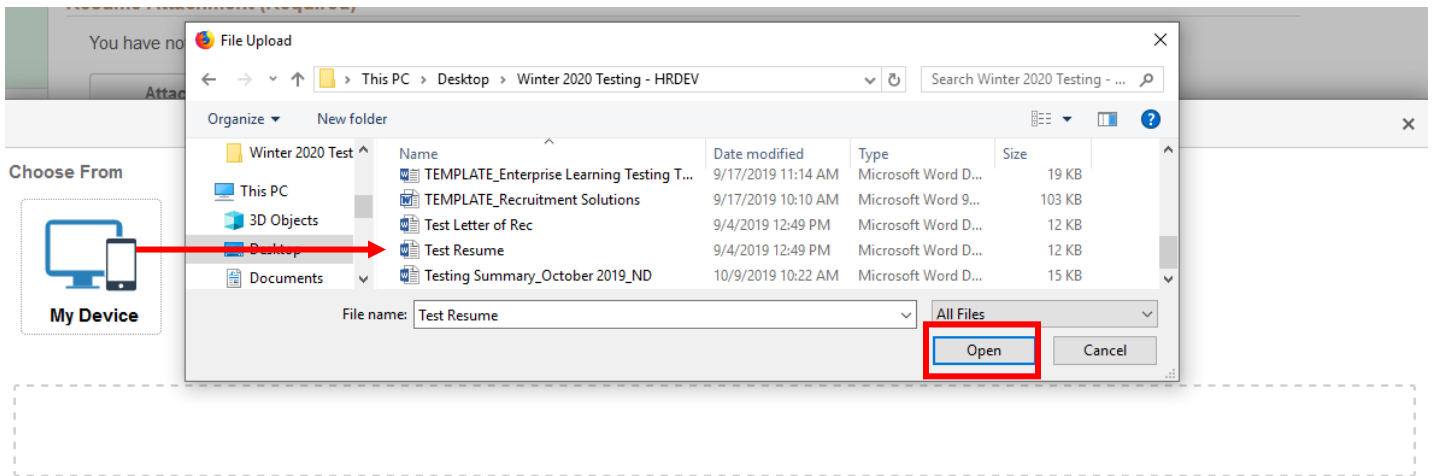 Resume Attachment (Required)
You have no
Attac
File Upload
This PC > Desktop > Winter 2020 Testing - HRDEV
Search Winter 2020 Testing - ...
Organize
New folder
Choose From
My Device
Winter 2020 Test
This PC
3D Objects
Desktop
Documents
Name Date modified Type Size
TEMPLATE_Enterprise Learning Testing T... 9/17/2019 11:14 AM Microsoft Word D... 19 KB
TEMPLATE_Recruitment Solutions 9/17/2019 10:10 AM Microsoft Word 9... 103 KB
Test Letter of Rec 9/4/2019 12:49 PM Microsoft Word D... 12 KB
Test Resume 9/4/2019 12:49 PM Microsoft Word D... 12 KB
Testing Summary_October 2019_ND 10/9/2019 10:22 AM Microsoft Word D... 15 KB
File name: Test Resume
All Files
Open
Cancel